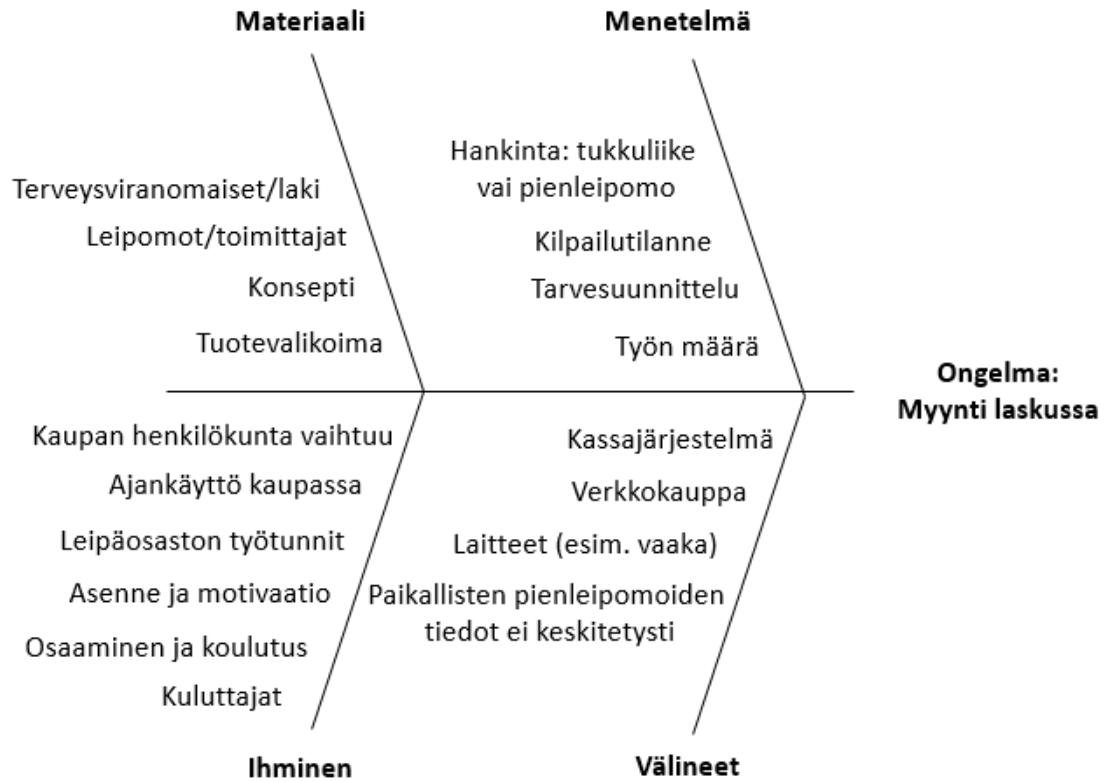 Materiaali
Menetelmä
Terveysviranomaiset/laki
Leipomot/toimittajat
Konsepti
Tuotevalikoima
Hankinta: tukkuliike
vai pienleipomo
Kilpailutilanne
Tarvesuunnittelu
Työn määrä
Ongelma:
Myynti laskussa
Kaupan henkilökunta vaihtuu
Ajankäyttö kaupassa
Leipäosaston työtunnit
Asenne ja motivaatio
Osaaminen ja koulutus
Kuluttajat
Kassajärjestelmä
Verkkokauppa
Laitteet (esim. vaaka)
Paikallisten pienleipomoiden
tiedot ei keskitetysti
Ihminen
Välineet